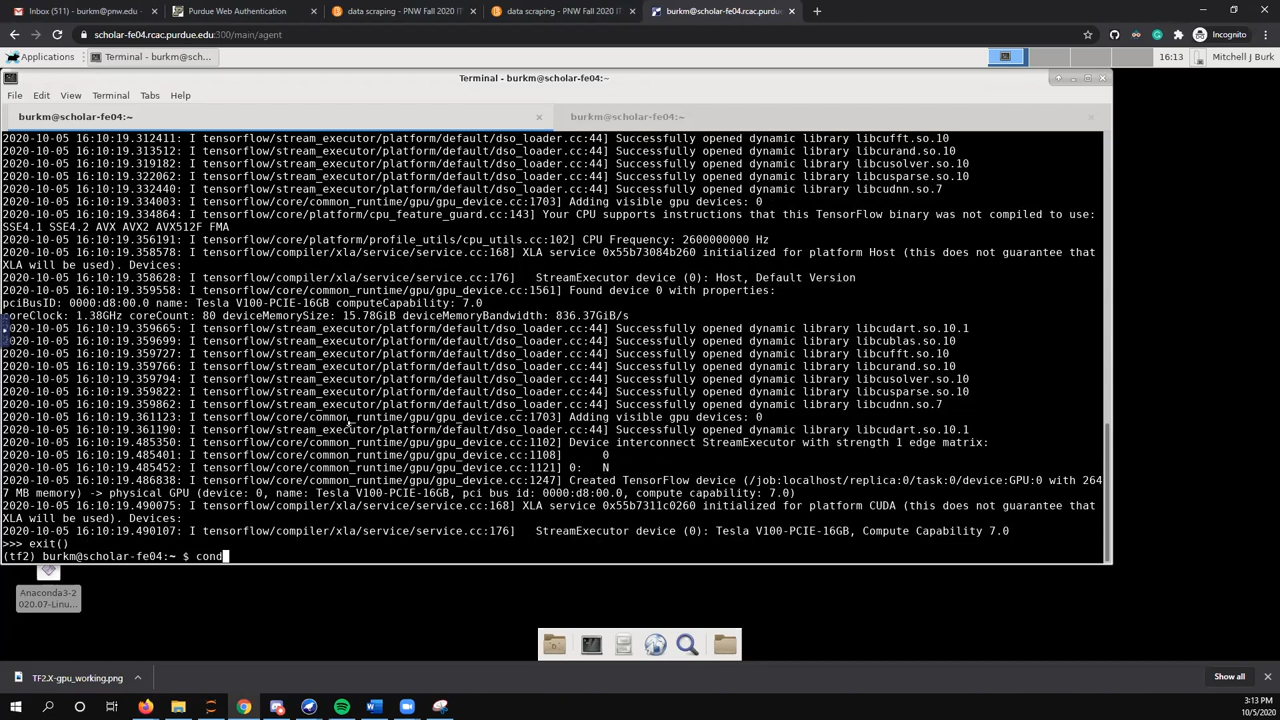 Inbox (511) - burkm@pnw.ed
Purdue Web Authentication
data scraping - PNW Fall 2020 IT
data scraping - PNW Fall 2020 IT
burkm@scholar-fe04.rcac.purdu
scholar-fe04.rcac.purdue.edu:300/main/agent
Incognito
Applications
Terminal - burkm@sch...
16:13
Mitchell J Burk
Terminal - burkm@scholar-fe04:~
File Edit View Terminal Tabs Help
burkm@scholar-fe04:~
burkm@scholar-fe04:~
2020-10-05 16:10:19.312411: I tensorflow/stream_executor/platform/default/dso_loader.cc:44] Successfully opened dynamic library libcufft.so.10
2020-10-05 16:10:19.313512: I tensorflow/stream_executor/platform/default/dso_loader.cc:44] Successfully opened dynamic library libcurand.so.10
2020-10-05 16:10:19.319182: I tensorflow/stream_executor/platform/default/dso_loader.cc:44] Successfully opened dynamic library libcusolver.so.10
2020-10-05 16:10:19.322062: I tensorflow/stream_executor/platform/default/dso_loader.cc:44] Successfully opened dynamic library libcusparse.so.10
2020-10-05 16:10:19.332440: I tensorflow/stream_executor/platform/default/dso_loader.cc:44] Successfully opened dynamic library libcudnn.so.7
2020-10-05 16:10:19.334003: I tensorflow/core/common_runtime/gpu/gpu_device.cc:1703] Adding visible gpu devices: 0
2020-10-05 16:10:19.334864: I tensorflow/core/platform/cpu_feature_guard.cc:143] Your CPU supports instructions that this TensorFlow binary was not compiled to use:
SSE4.1 SSE4.2 AVX AVX2 AVX512F FMA
2020-10-05 16:10:19.356191: I tensorflow/core/platform/profile_utils/cpu_utils.cc:102] CPU Frequency: 2600000000 Hz
2020-10-05 16:10:19.358597: I tensorflow/compiler/xla/service/service.cc:168] XLA service 0x55b73084b260 initialized for platform Host (this does not guarantee that
XLA will be used). Devices:
2020-10-05 16:10:19.358628: I tensorflow/compiler/xla/service/service.cc:176]   StreamExecutor device (0): Host, Default Version
2020-10-05 16:10:19.359558: I tensorflow/core/common_runtime/gpu/gpu_device.cc:1561] Found device 0 with properties:
pciBusID: 0000:d8:00.0 name: Tesla V100-PCIE-16GB computeCapability: 7.0
coreClock: 1.38GHz coreCount: 80 deviceMemorySize: 15.78GiB deviceMemoryBandwidth: 836.37GiB/s
2020-10-05 16:10:19.359665: I tensorflow/stream_executor/platform/default/dso_loader.cc:44] Successfully opened dynamic library libcudart.so.10.1
2020-10-05 16:10:19.359699: I tensorflow/stream_executor/platform/default/dso_loader.cc:44] Successfully opened dynamic library libcublas.so.10
2020-10-05 16:10:19.359727: I tensorflow/stream_executor/platform/default/dso_loader.cc:44] Successfully opened dynamic library libcufft.so.10
2020-10-05 16:10:19.359766: I tensorflow/stream_executor/platform/default/dso_loader.cc:44] Successfully opened dynamic library libcurand.so.10
2020-10-05 16:10:19.359794: I tensorflow/stream_executor/platform/default/dso_loader.cc:44] Successfully opened dynamic library libcusolver.so.10
2020-10-05 16:10:19.359822: I tensorflow/stream_executor/platform/default/dso_loader.cc:44] Successfully opened dynamic library libcusparse.so.10
2020-10-05 16:10:19.359862: I tensorflow/stream_executor/platform/default/dso_loader.cc:44] Successfully opened dynamic library libcudnn.so.7
2020-10-05 16:10:19.361123: I tensorflow/core/common_runtime/gpu/gpu_device.cc:1703] Adding visible gpu devices: 0
2020-10-05 16:10:19.361190: I tensorflow/stream_executor/platform/default/dso_loader.cc:44] Successfully opened dynamic library libcudart.so.10.1
2020-10-05 16:10:19.485350: I tensorflow/core/common_runtime/gpu/gpu_device.cc:1102] Device interconnect StreamExecutor with strength 1 edge matrix:
2020-10-05 16:10:19.485401: I tensorflow/core/common_runtime/gpu/gpu_device.cc:1108]      0
2020-10-05 16:10:19.485452: I tensorflow/core/common_runtime/gpu/gpu_device.cc:1121] 0:   N
2020-10-05 16:10:19.486838: I tensorflow/core/common_runtime/gpu/gpu_device.cc:1247] Created TensorFlow device (/job:localhost/replica:0/task:0/device:GPU:0 with 264
7 MB memory) -> physical GPU (device: 0, name: Tesla V100-PCIE-16GB, pci bus id: 0000:d8:00.0, compute capability: 7.0)
2020-10-05 16:10:19.490075: I tensorflow/compiler/xla/service/service.cc:168] XLA service 0x55b7311c0260 initialized for platform CUDA (this does not guarantee that
XLA will be used). Devices:
2020-10-05 16:10:19.490107: I tensorflow/compiler/xla/service/service.cc:176]   StreamExecutor device (0): Tesla V100-PCIE-16GB, Compute Capability 7.0
>>> exit()
(tf2) burkm@scholar-fe04:~ $ cond
Anaconda3-2
020.07-Linu...
TF2.X-gpu_working.png
Show all
3:13 PM
10/5/2020